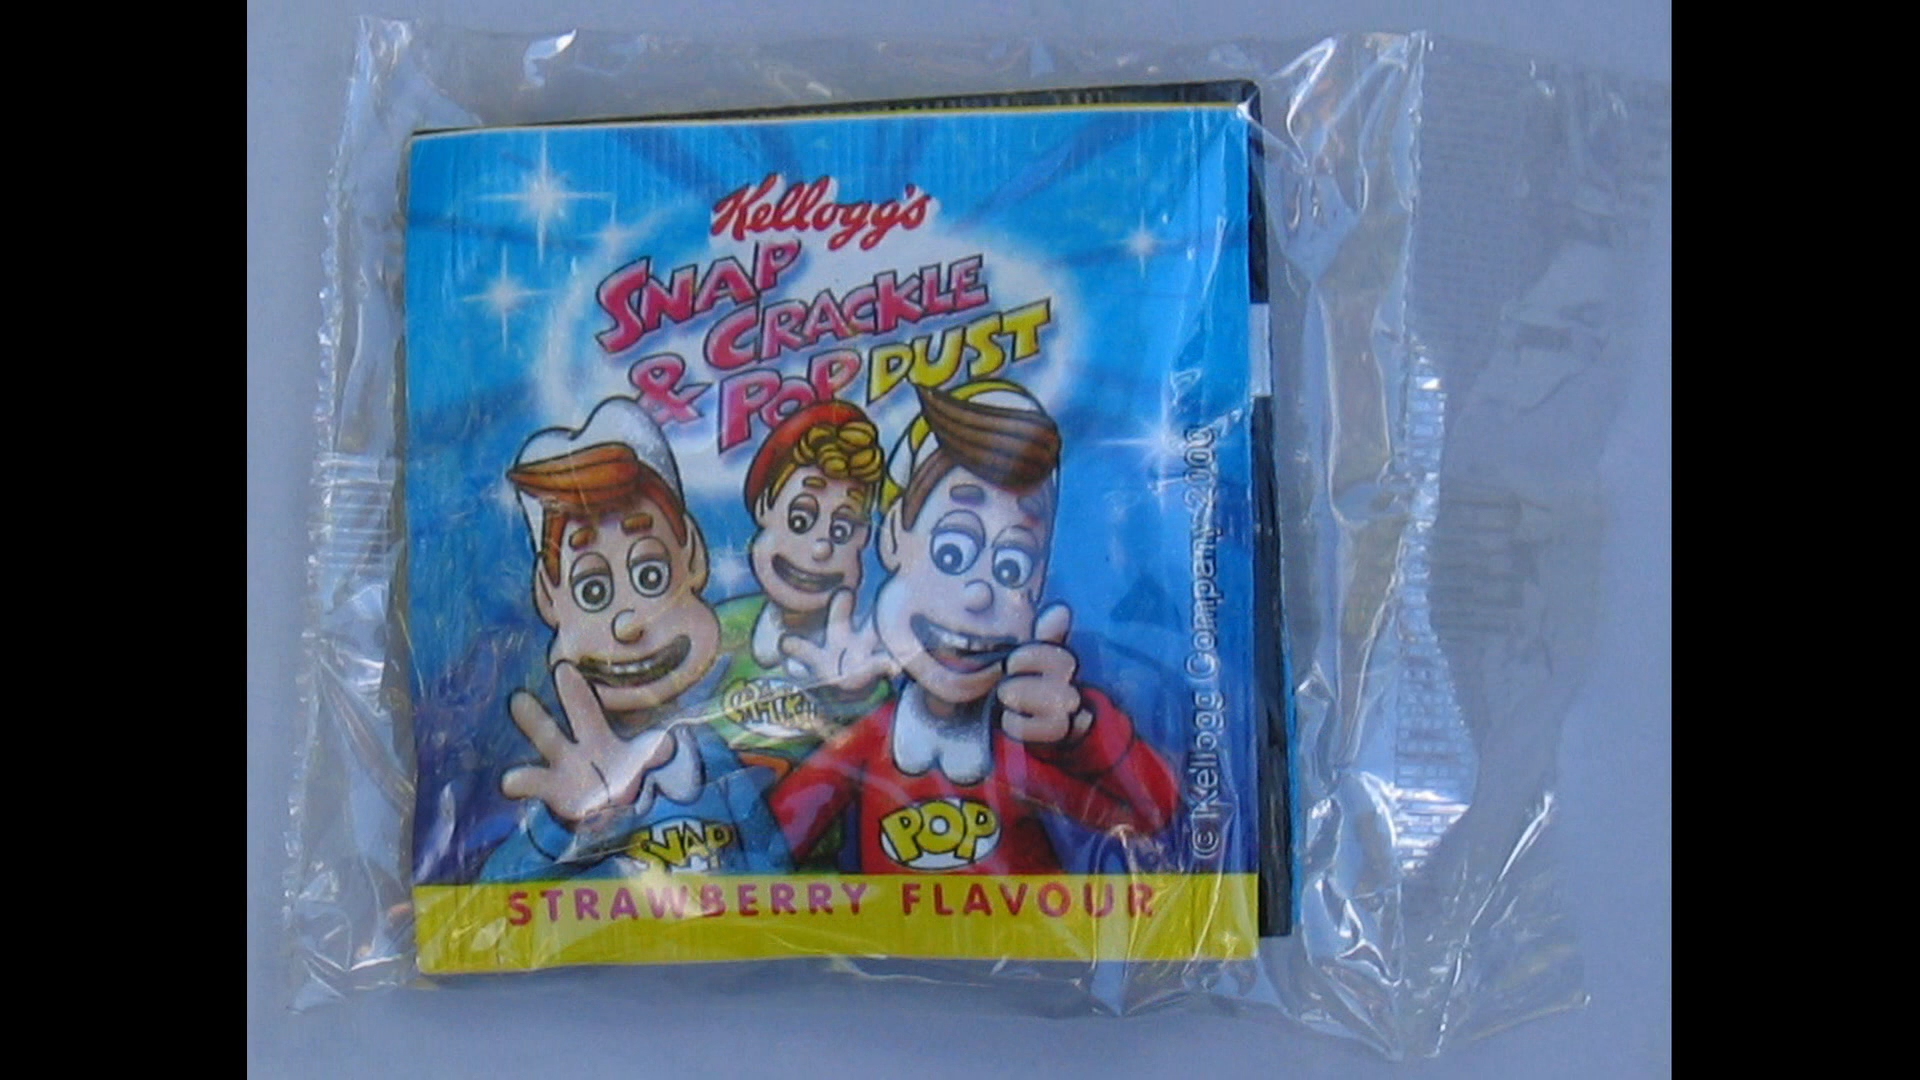 Kellogg's
SNAP
CRACKLE
& POP DUST
SNAP
POP
STRAWBERRY FLAVOUR
© Kellogg Company 2000